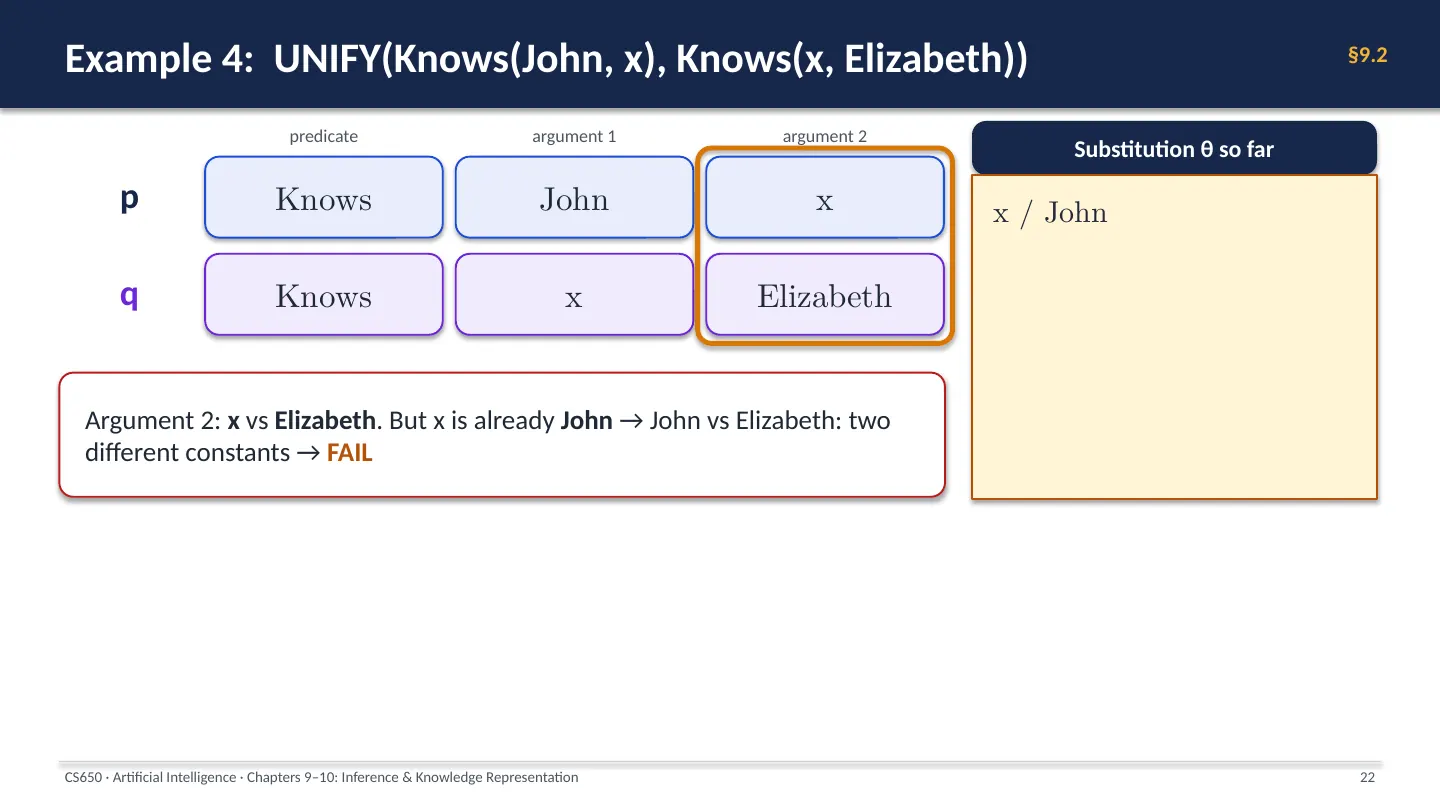 Example 4: UNIFY(Knows(John, x), Knows(x, Elizabeth))
§9.2
predicate
argument 1
argument 2
Substitution θ so far
p
Knows
John
x
x / John
q
Knows
x
Elizabeth
Argument 2: x vs Elizabeth. But x is already John → John vs Elizabeth: two
different constants → FAIL
CS650 · Artificial Intelligence · Chapters 9–10: Inference & Knowledge Representation
22